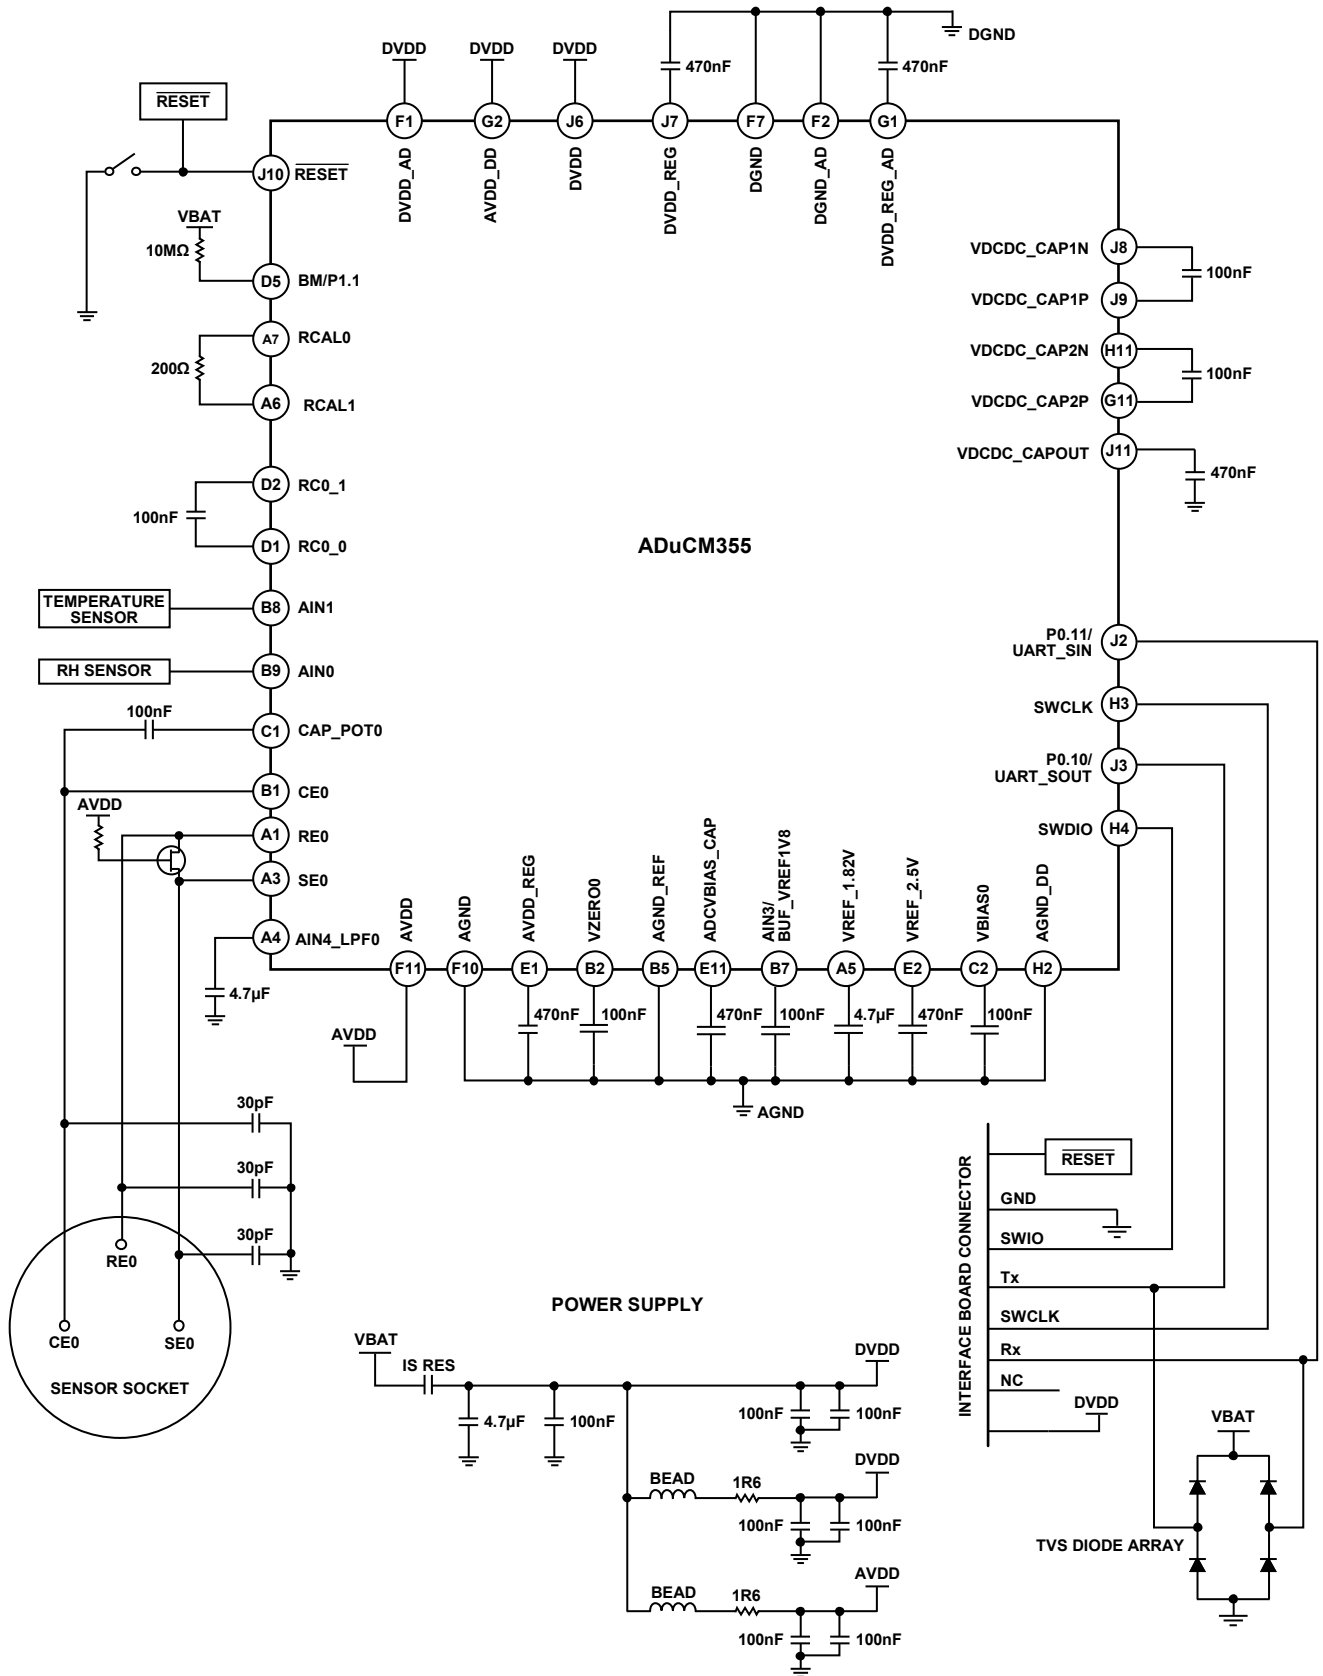 DGND
DVDD
DVDD
DVDD
470nF
470nF
RESET
F1
G2
J6
J7
F7
F2
G1
J10
RESET
DVDD_AD
AVDD_DD
DVDD
DVDD_REG
DGND
DGND_AD
DVDD_REG_AD
VBAT
10MΩ
D5
BM/P1.1
A7
RCAL0
200Ω
A6
RCAL1
D2
RC0_1
100nF
D1
RC0_0
TEMPERATURE
SENSOR
B8
AIN1
RH SENSOR
B9
AIN0
100nF
C1
CAP_POT0
B1
CE0
AVDD
A1
RE0
A3
SE0
A4
AIN4_LPF0
4.7µF
ADuCM355
VDCDC_CAP1N
J8
100nF
VDCDC_CAP1P
J9
VDCDC_CAP2N
H11
100nF
VDCDC_CAP2P
G11
VDCDC_CAPOUT
J11
470nF
P0.11/
UART_SIN
J2
SWCLK
H3
P0.10/
UART_SOUT
J3
SWDIO
H4
AVDD
AGND
AVDD_REG
VZERO0
AGND_REF
ADCVBIAS_CAP
AIN3/
BUF_VREF1V8
VREF_1.82V
VREF_2.5V
VBIAS0
AGND_DD
F11
F10
E1
B2
B5
E11
B7
A5
E2
C2
H2
AVDD
470nF
100nF
470nF
100nF
4.7µF
470nF
100nF
AGND
30pF
30pF
30pF
RE0
CE0
SE0
SENSOR SOCKET
INTERFACE BOARD CONNECTOR
RESET
GND
SWIO
Tx
SWCLK
Rx
NC
DVDD
VBAT
TVS DIODE ARRAY
POWER SUPPLY
VBAT
IS RES
DVDD
4.7µF
100nF
100nF
100nF
BEAD
1R6
DVDD
100nF
100nF
BEAD
1R6
AVDD
100nF
100nF